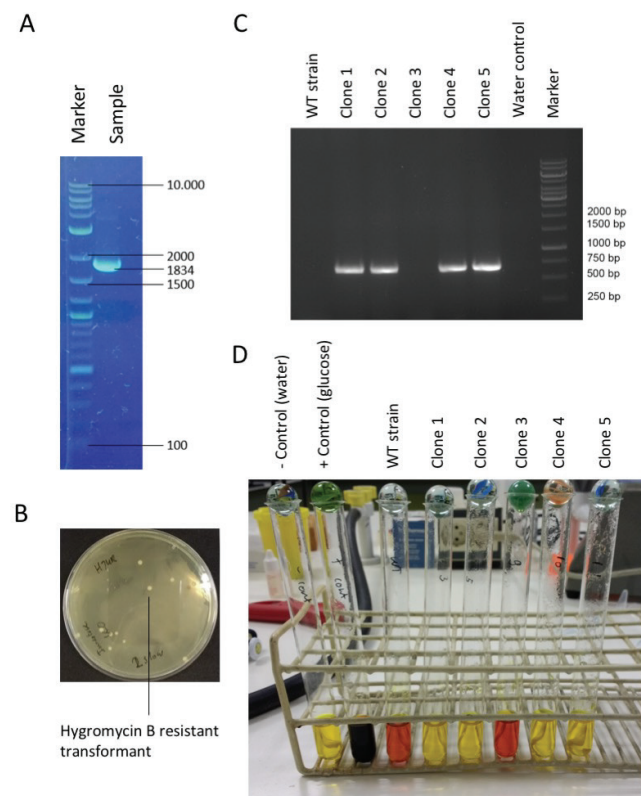 A
Marker
Sample
10.000
2000
1834
1500
100
B
Hygromycin B resistant
transformant
C
WT strain
Clone 1
Clone 2
Clone 3
Clone 4
Clone 5
Water control
Marker
2000 bp
1500 bp
1000 bp
750 bp
500 bp
250 bp
D
- Control (water)
+ Control (glucose)
WT strain
Clone 1
Clone 2
Clone 3
Clone 4
Clone 5